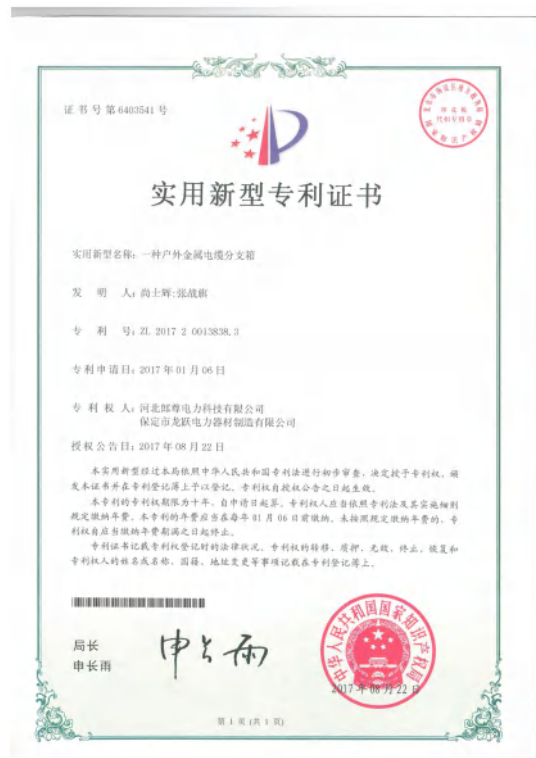 证书号第6403541号
实用新型专利证书
实用新型名称：一种户外金属电缆分支箱
发 明 人：尚士辉;张战旗
专 利 号：ZL 2017 2 0013838.3
专利申请日：2017年01月06日
专 利 权 人：河北郎尊电力科技有限公司
保定市龙跃电力器材制造有限公司
授权公告日：2017年08月22日
本实用新型经过本局依照中华人民共和国专利法进行初步审查，决定授予专利权，颁
发本证书并在专利登记簿上予以登记。专利权自授权公告之日起生效。
本专利的专利权期限为十年，自申请日起算。专利权人应当依照专利法及其实施细则
规定缴纳年费。本专利的年费应当在每年01月06日前缴纳。未按照规定缴纳年费的，专
利权自应当缴纳年费期满之日起终止。
专利证书记载专利权登记时的法律状况。专利权的转移、质押、无效、终止、恢复和
专利权人的姓名或名称、国籍、地址变更等事项记载在专利登记簿上。
局长
申长雨
申长雨
中华人民共和国国家知识产权局
2017年08月22日
第 1 页 (共 1 页)